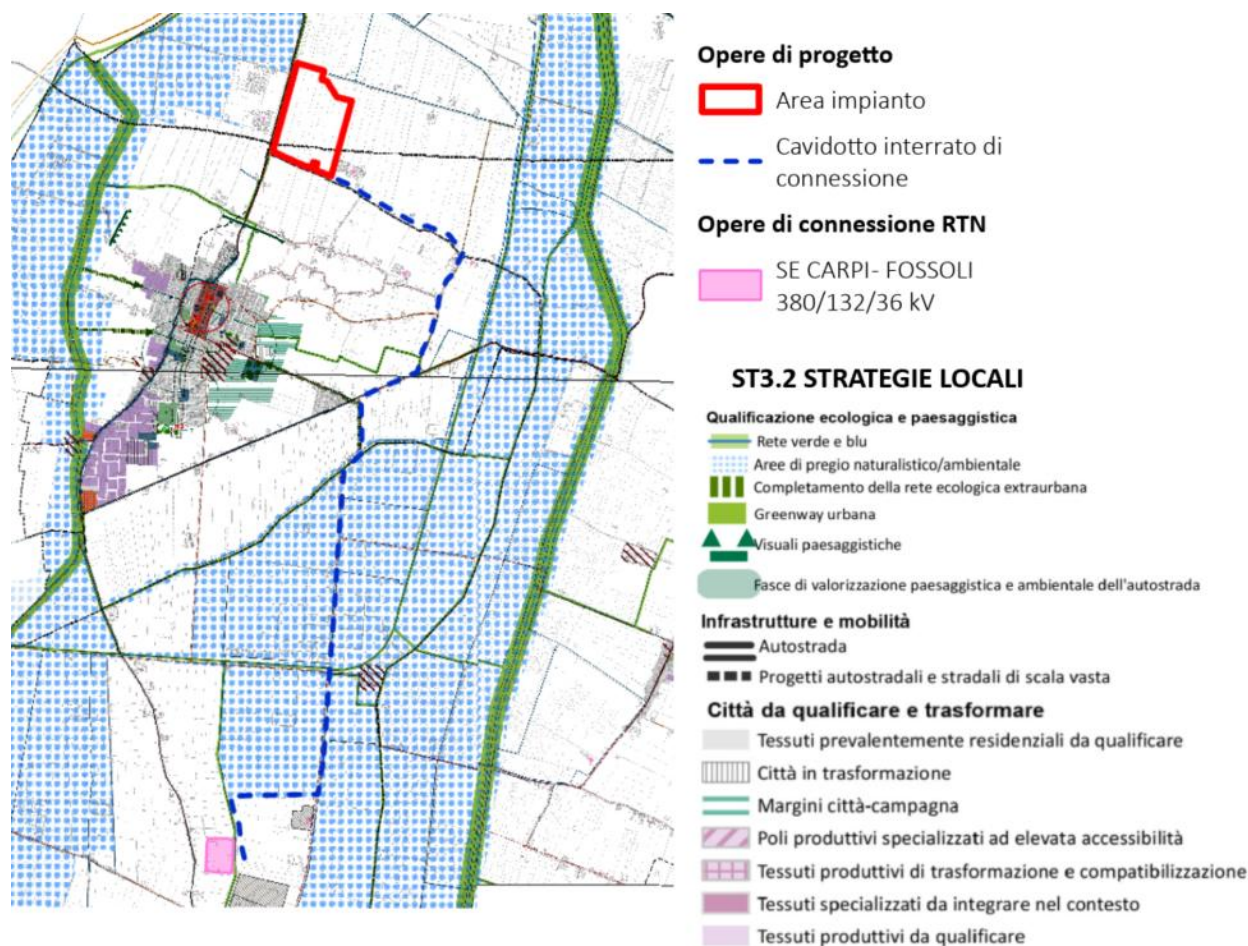 Opere di progetto
Area impianto
Cavidotto interrato di
connessione
Opere di connessione RTN
SE CARPI- FOSSOLI
380/132/36 kV
ST3.2 STRATEGIE LOCALI
Qualificazione ecologica e paesaggistica
Rete verde e blu
Aree di pregio naturalistico/ambientale
Completamento della rete ecologica extraurbana
Greenway urbana
Visuali paesaggistiche
Fasce di valorizzazione paesaggistica e ambientale dell'autostrada
Infrastrutture e mobilità
Autostrada
Progetti autostradali e stradali di scala vasta
Città da qualificare e trasformare
Tessuti prevalentemente residenziali da qualificare
Città in trasformazione
Margini città-campagna
Poli produttivi specializzati ad elevata accessibilità
Tessuti produttivi di trasformazione e compatibilizzazione
Tessuti specializzati da integrare nel contesto
Tessuti produttivi da qualificare